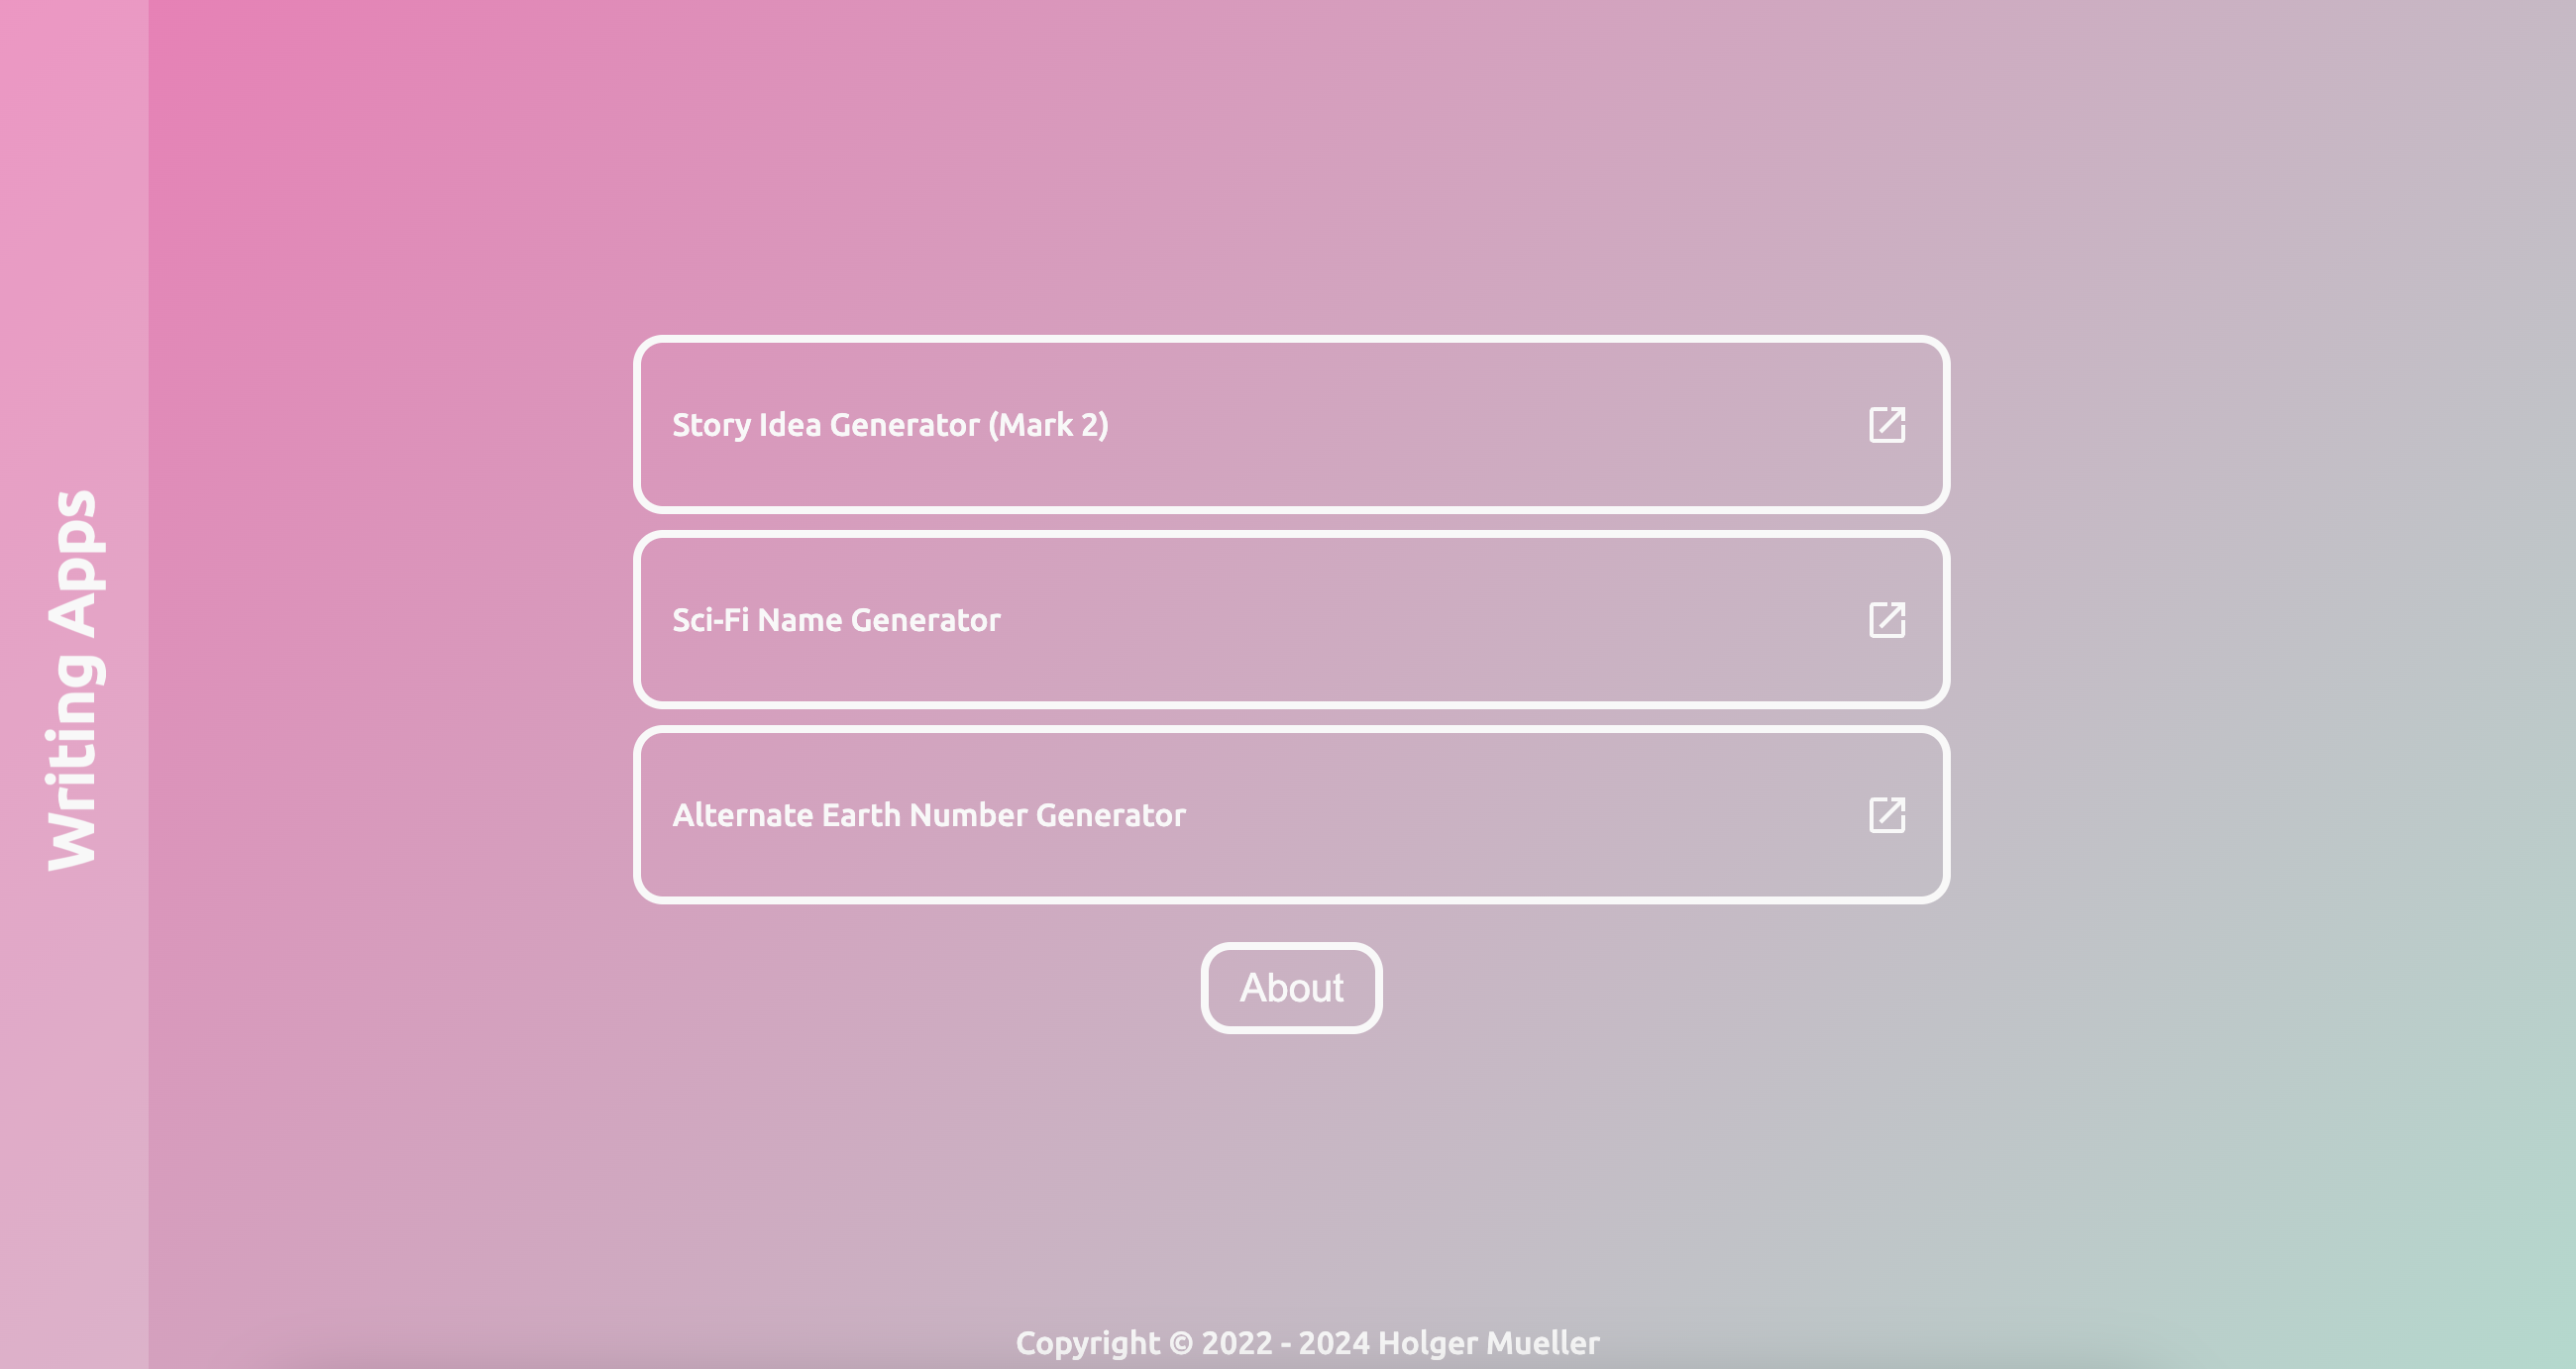 Writing Apps
Story Idea Generator (Mark 2)
Sci-Fi Name Generator
Alternate Earth Number Generator
About
Copyright © 2022 - 2024 Holger Mueller